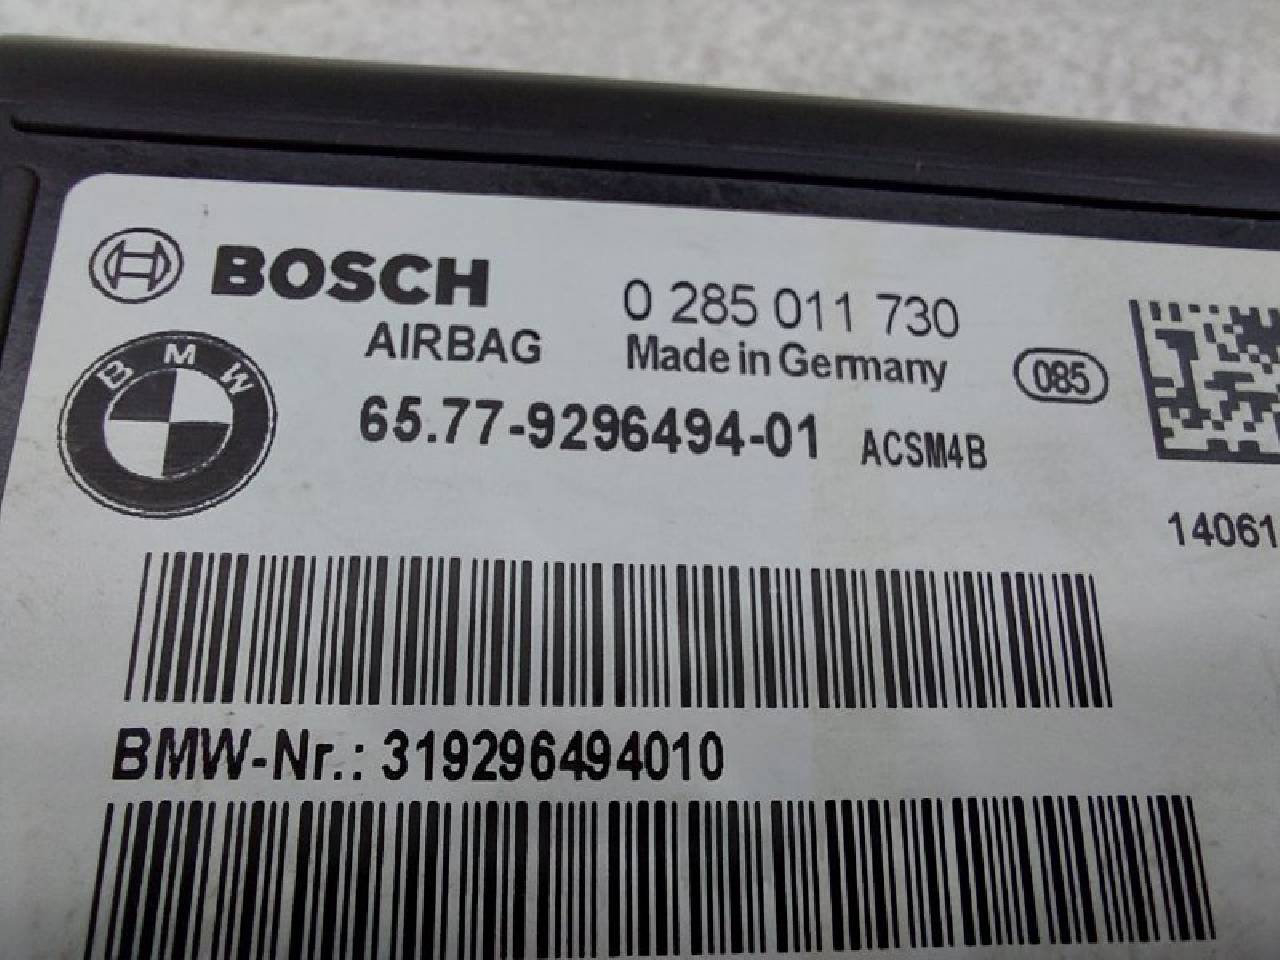 BOSCH 0 285 011 730
AIRBAG Made in Germany 085
BMW
65.77-9296494-01 ACSM4B
14061
BMW-Nr.: 319296494010